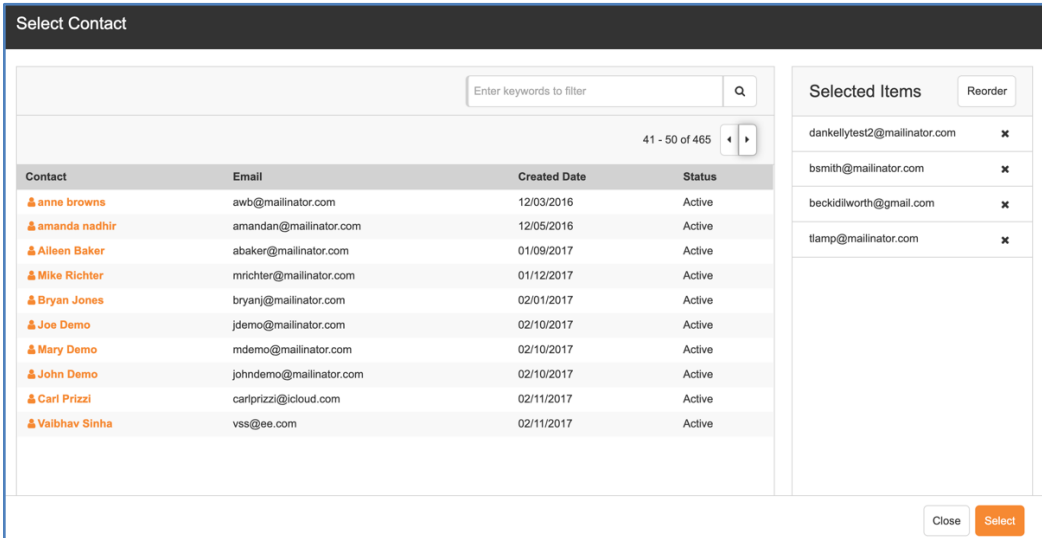 Select Contact
Enter keywords to filter
41 - 50 of 465
Contact Email Created Date Status
anne browns awb@mailinator.com 12/03/2016 Active
amanda nadhir amandan@mailinator.com 12/05/2016 Active
Aileen Baker abaker@mailinator.com 01/09/2017 Active
Mike Richter mrichter@mailinator.com 01/12/2017 Active
Bryan Jones bryanj@mailinator.com 02/01/2017 Active
Joe Demo jdemo@mailinator.com 02/10/2017 Active
Mary Demo mdemo@mailinator.com 02/10/2017 Active
John Demo johndemo@mailinator.com 02/10/2017 Active
Carl Prizzi carlprizzi@icloud.com 02/11/2017 Active
Vaibhav Sinha vss@ee.com 02/11/2017 Active
Selected Items Reorder
dankellytest2@mailinator.com
bsmith@mailinator.com
beckidilworth@gmail.com
tlamp@mailinator.com
Close Select